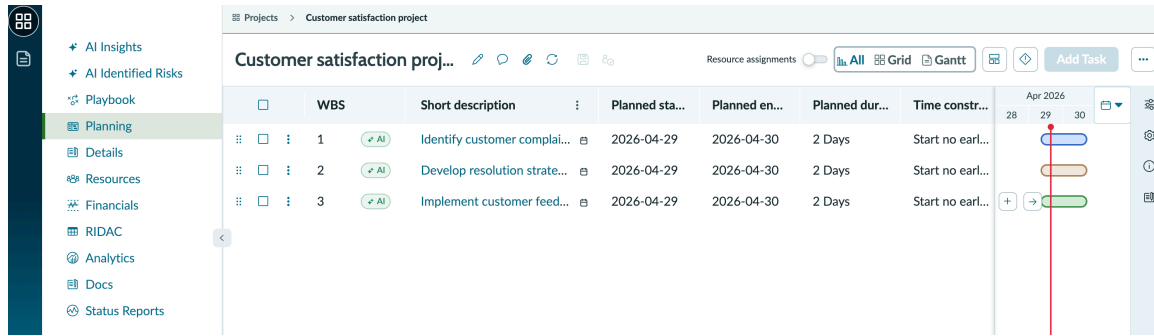 Projects > Customer satisfaction project
AI Insights
AI Identified Risks
Playbook
Planning
Details
Resources
Financials
RIDAC
Analytics
Docs
Status Reports
Customer satisfaction proj...
Resource assignments
All Grid Gantt
Add Task
WBS Short description Planned sta... Planned en... Planned dur... Time constr...
Apr 2026
28 29 30
1 AI Identify customer complai... 2026-04-29 2026-04-30 2 Days Start no earl...
2 AI Develop resolution strate... 2026-04-29 2026-04-30 2 Days Start no earl...
3 AI Implement customer feed... 2026-04-29 2026-04-30 2 Days Start no earl...